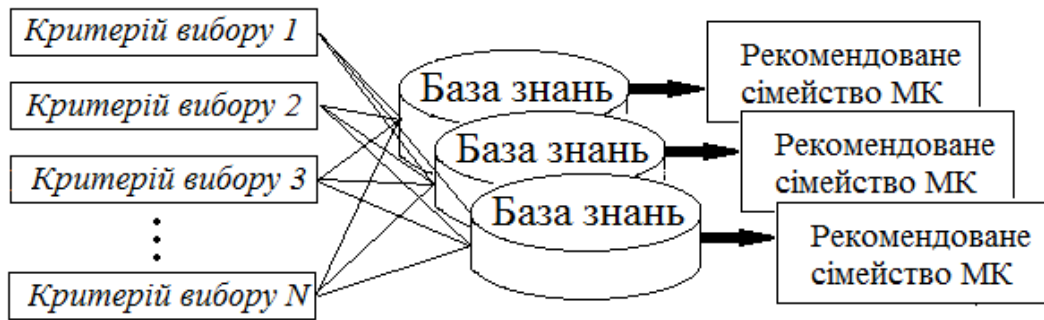 Критерій вибору 1
Критерій вибору 2
Критерій вибору 3
Критерій вибору N
База знань
База знань
База знань
Рекомендоване
сімейство МК
Рекомендоване
сімейство МК
Рекомендоване
сімейство МК